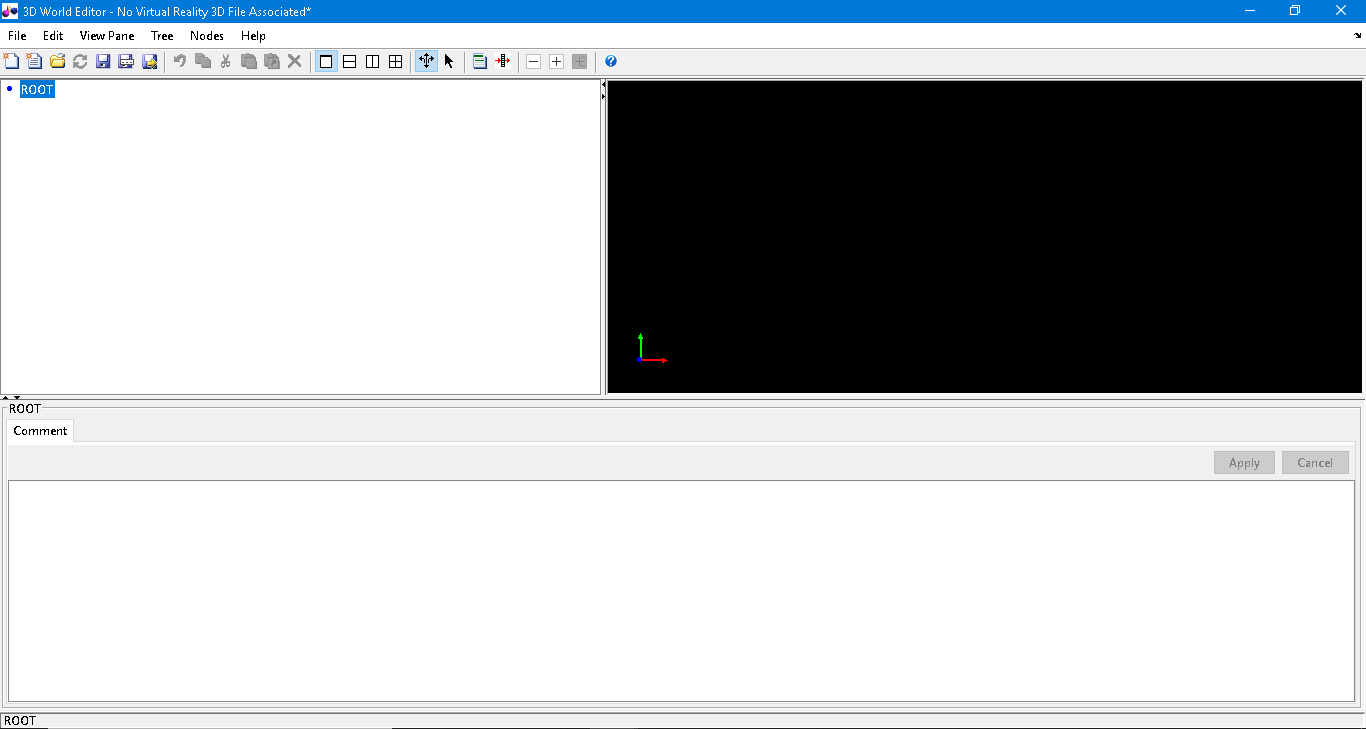 3D World Editor - No Virtual Reality 3D File Associated*
File Edit View Pane Tree Nodes Help
ROOT
ROOT
Comment
Apply Cancel
ROOT